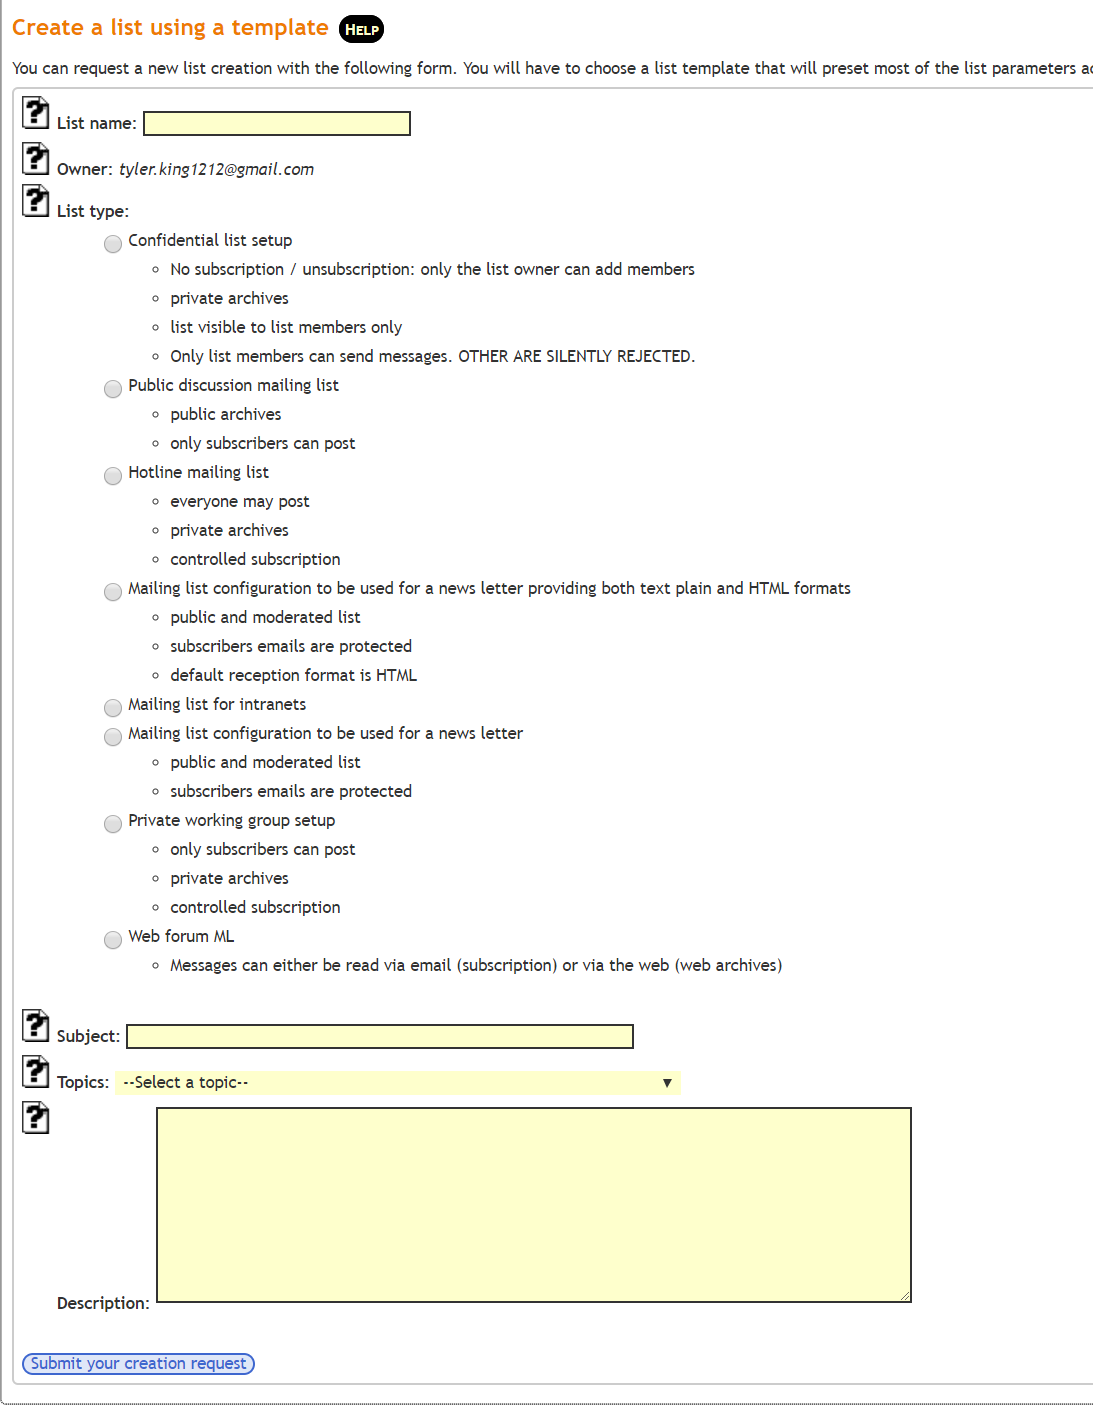 Create a list using a template HELP
You can request a new list creation with the following form. You will have to choose a list template that will preset most of the list parameters
List name:
Owner: tyler.king1212@gmail.com
List type:
Confidential list setup
No subscription / unsubscription: only the list owner can add members
private archives
list visible to list members only
Only list members can send messages. OTHER ARE SILENTLY REJECTED.
Public discussion mailing list
public archives
only subscribers can post
Hotline mailing list
everyone may post
private archives
controlled subscription
Mailing list configuration to be used for a news letter providing both text plain and HTML formats
public and moderated list
subscribers emails are protected
default reception format is HTML
Mailing list for intranets
Mailing list configuration to be used for a news letter
public and moderated list
subscribers emails are protected
Private working group setup
only subscribers can post
private archives
controlled subscription
Web forum ML
Messages can either be read via email (subscription) or via the web (web archives)
Subject:
Topics: --Select a topic--
Description:
Submit your creation request